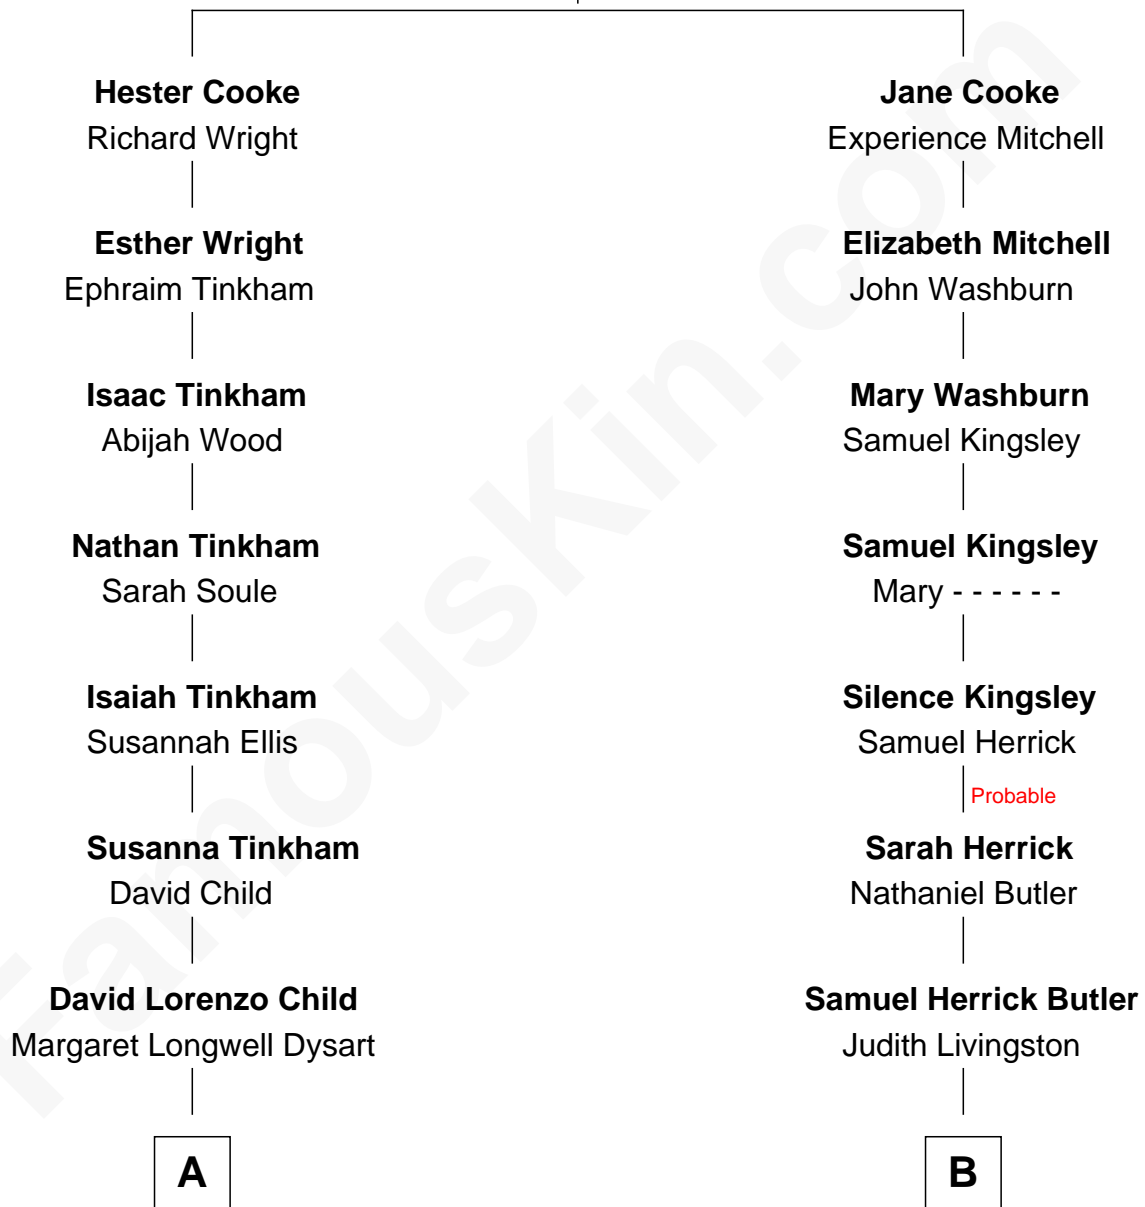 Hester Cooke
Richard Wright
Jane Cooke
Experience Mitchell
Esther Wright
Ephraim Tinkham
Elizabeth Mitchell
John Washburn
Isaac Tinkham
Abijah Wood
Mary Washburn
Samuel Kingsley
Nathan Tinkham
Sarah Soule
Samuel Kingsley
Mary - - - - - -
Isaiah Tinkham
Susannah Ellis
Silence Kingsley
Samuel Herrick
Probable
Susanna Tinkham
David Child
Sarah Herrick
Nathaniel Butler
David Lorenzo Child
Margaret Longwell Dysart
Samuel Herrick Butler
Judith Livingston
A
B
FamousKin.com